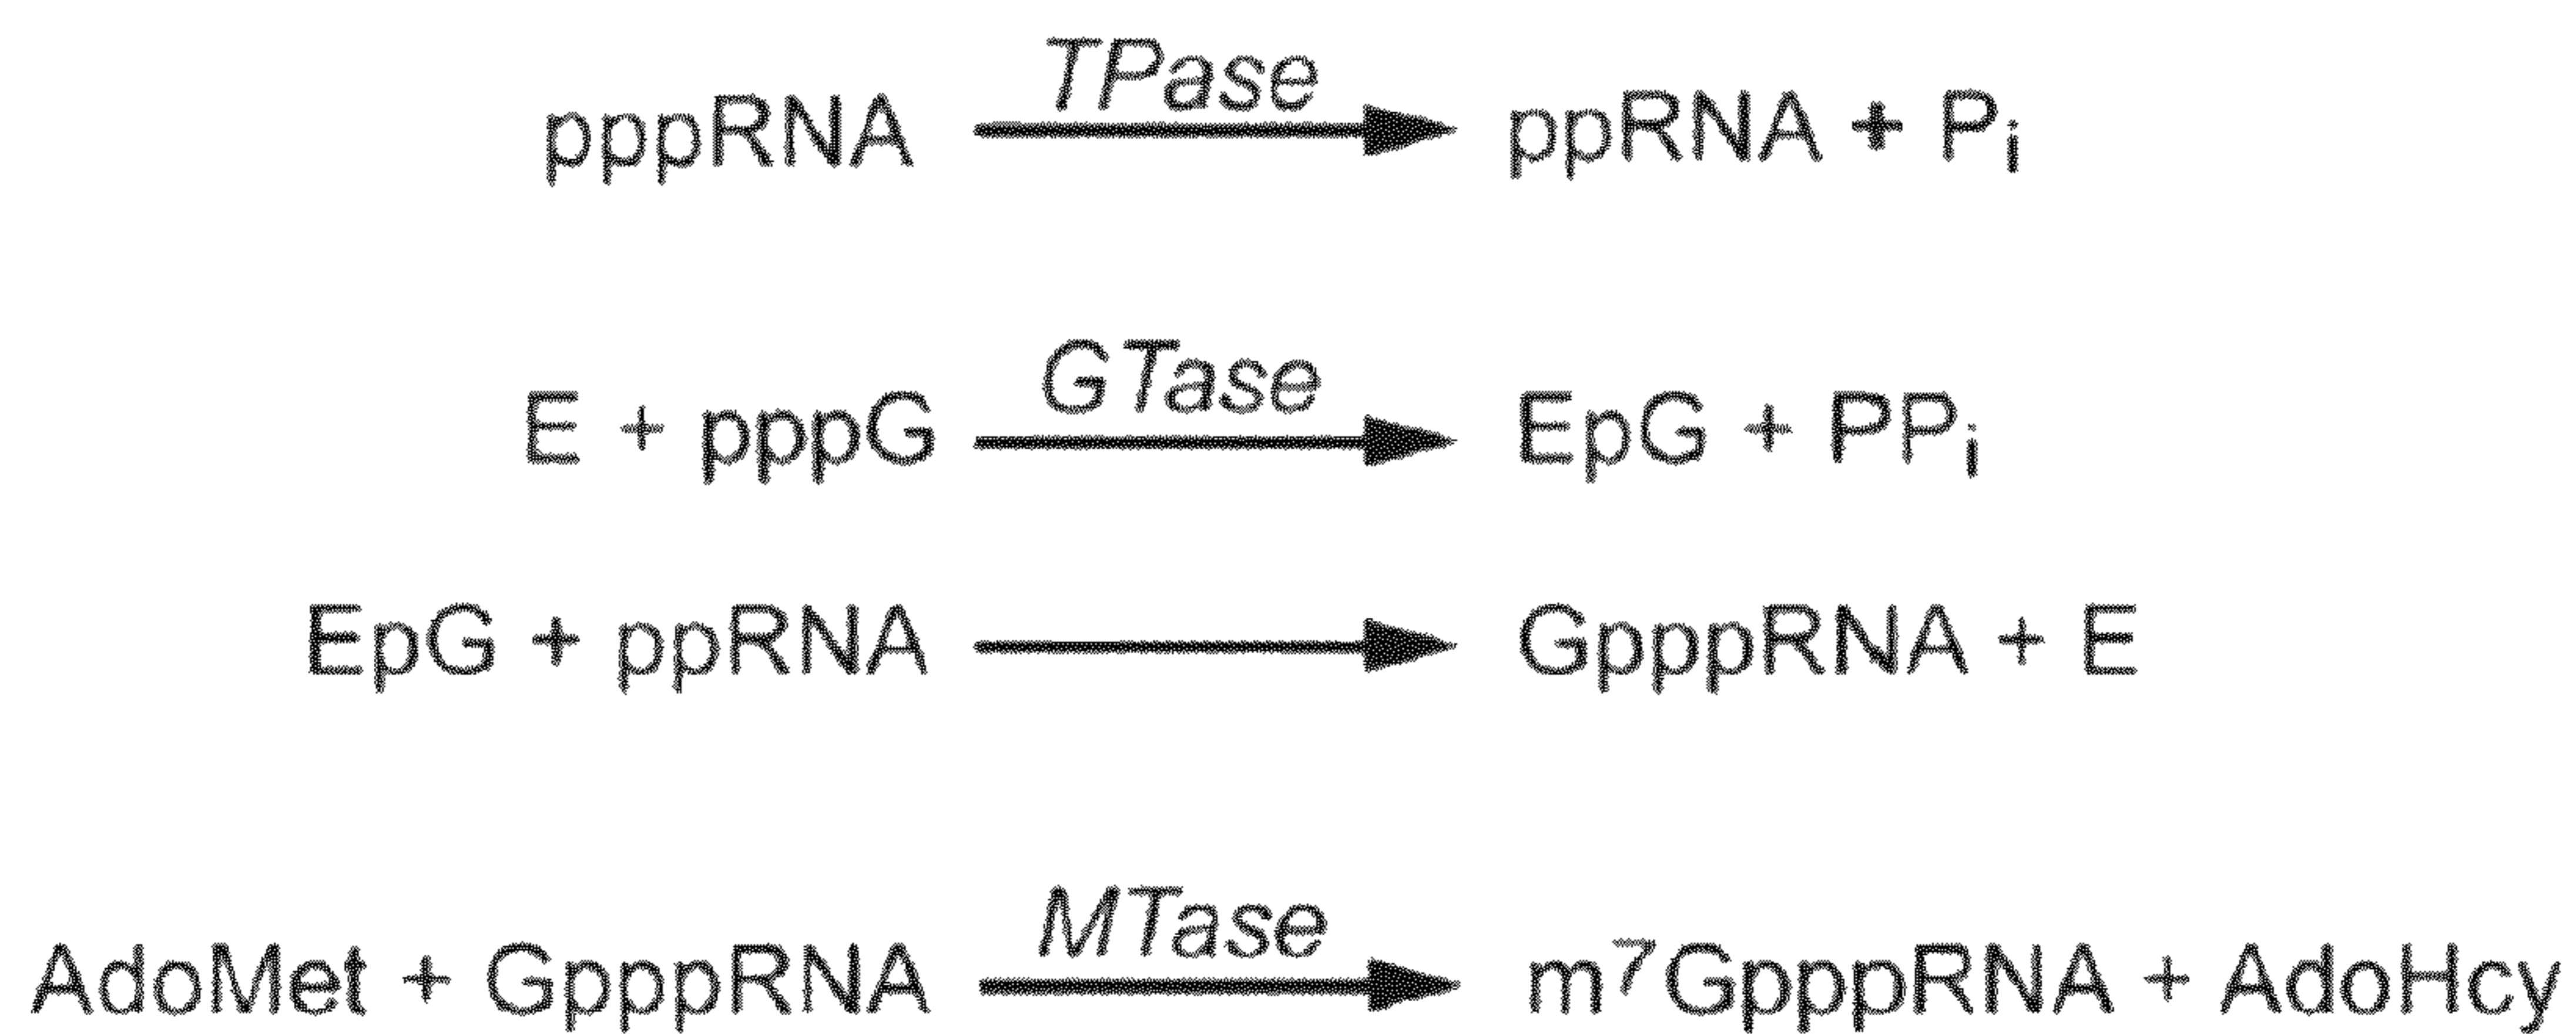 TPase
pppRNA ppRNA + Pi
GTase
E + pppG EpG + PPi
EpG + ppRNA GpppRNA + E
MTase
AdoMet + GpppRNA m⁷GpppRNA + AdoHcy